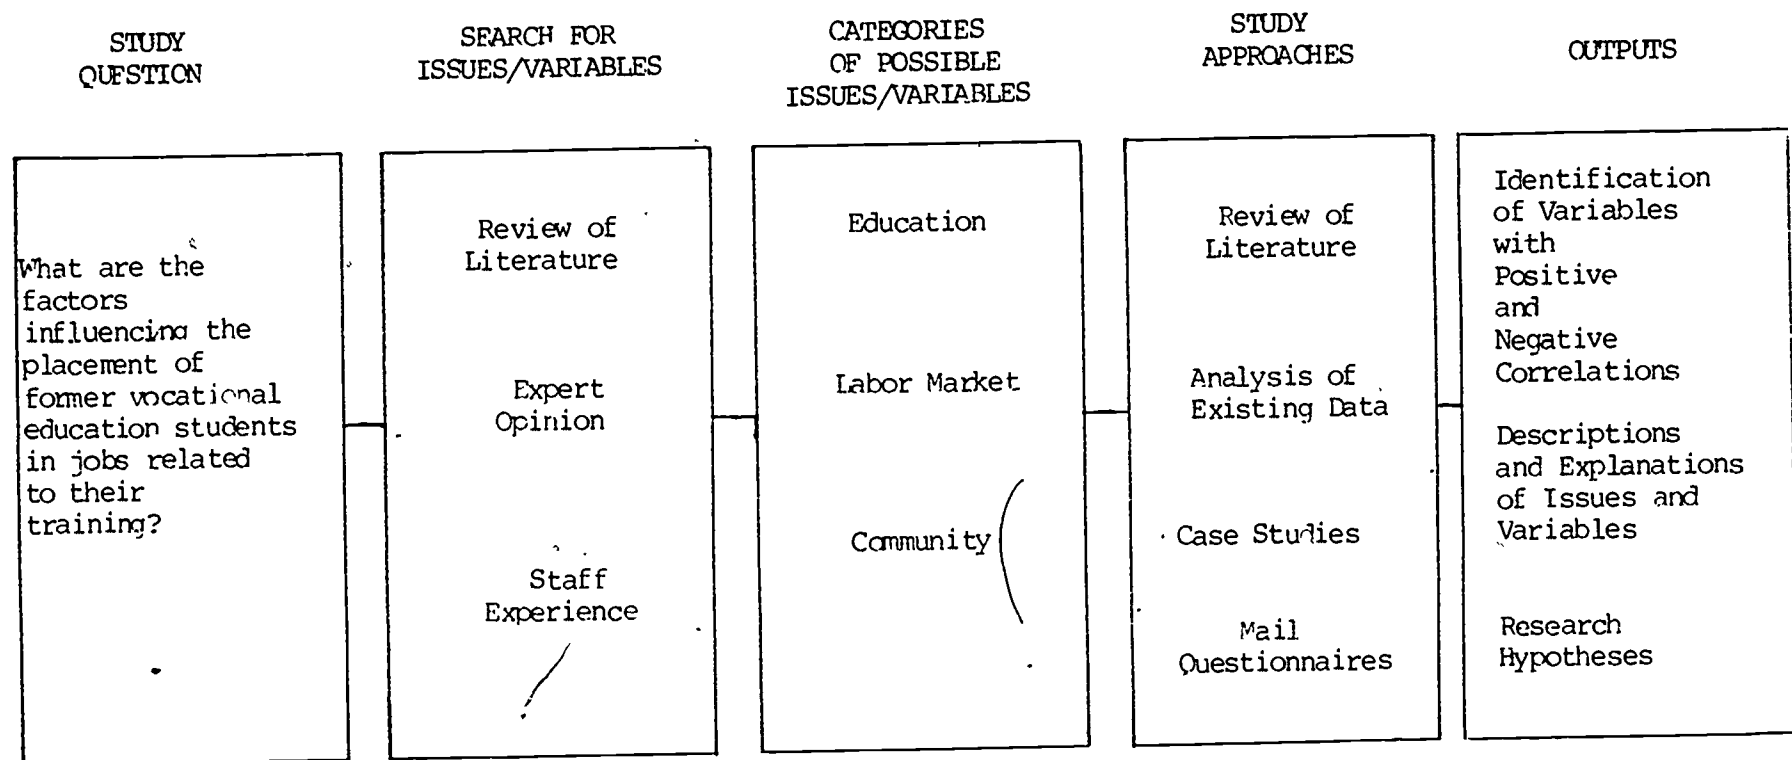 STUDY
QUESTION
SEARCH FOR
ISSUES/VARIABLES
CATEGORIES
OF POSSIBLE
ISSUES/VARIABLES
STUDY
APPROACHES
OUTPUTS
What are the
factors
influencing the
placement of
former vocational
education students
in jobs related
to their
training?
Review of
Literature
Expert
Opinion
Staff
Experience
Education
Labor Market
Community
Review of
Literature
Analysis of
Existing Data
Case Studies
Mail
Questionnaires
Identification
of Variables
with
Positive
and
Negative
Correlations
Descriptions
and Explanations
of Issues and
Variables
Research
Hypotheses